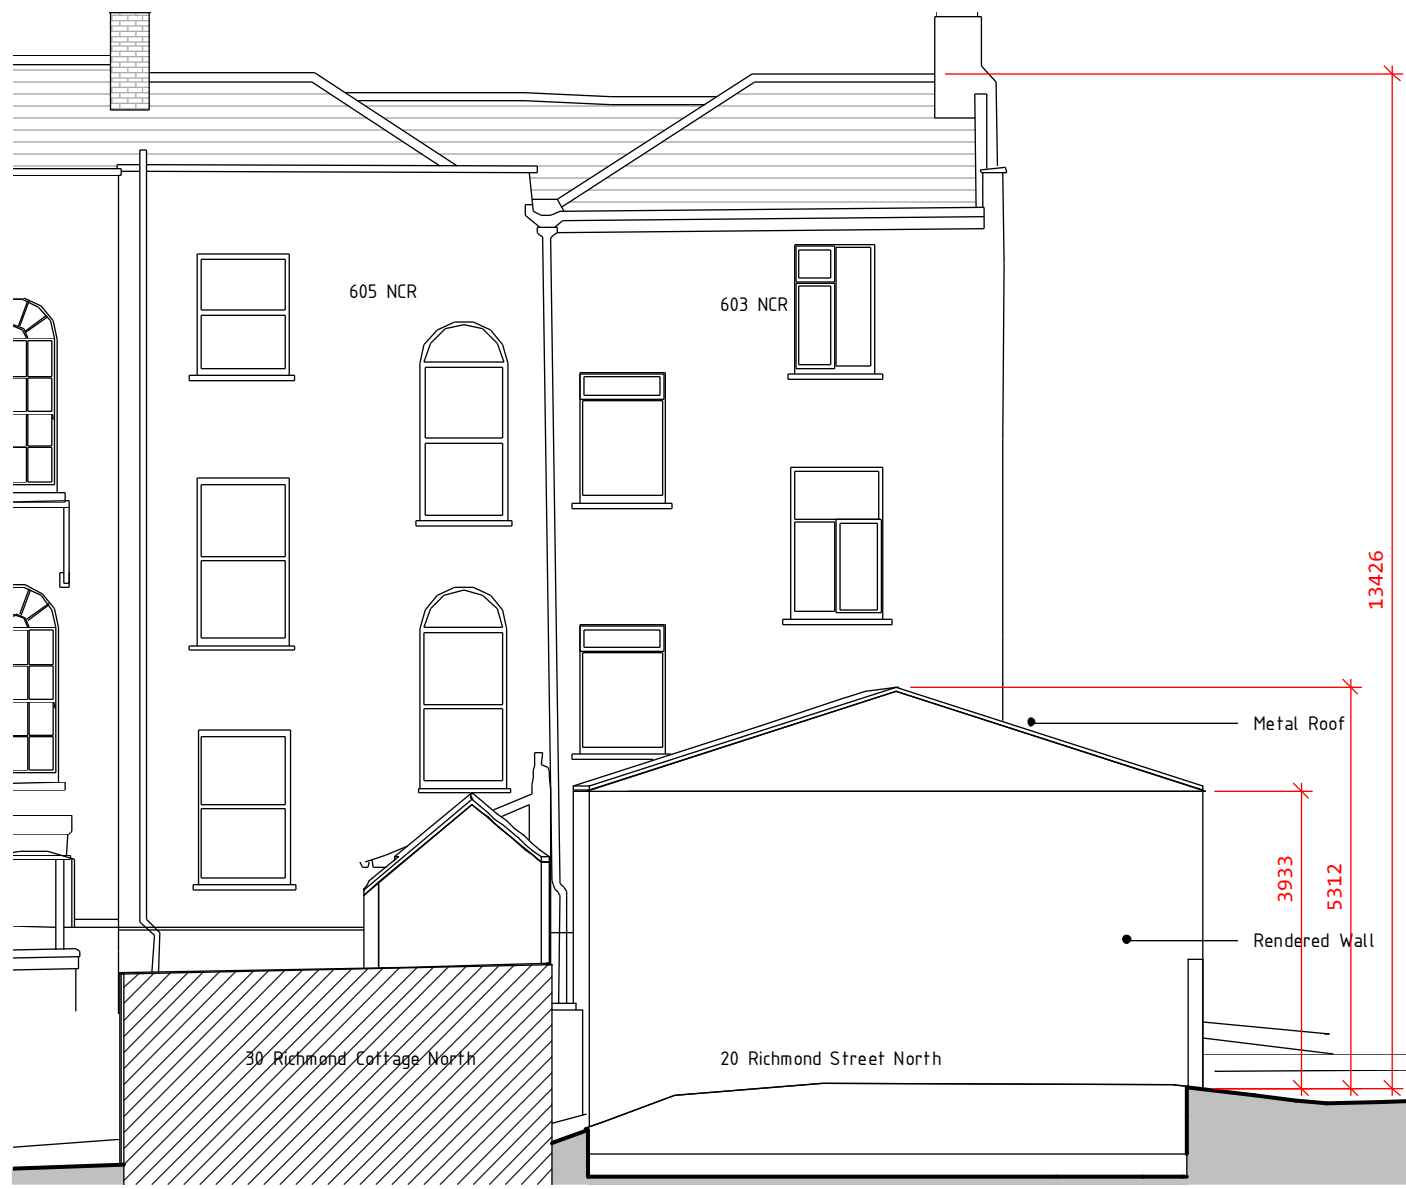 605 NCR
603 NCR
13426
Metal Roof
3933
5312
Rendered Wall
30 Richmond Cottage North
20 Richmond Street North